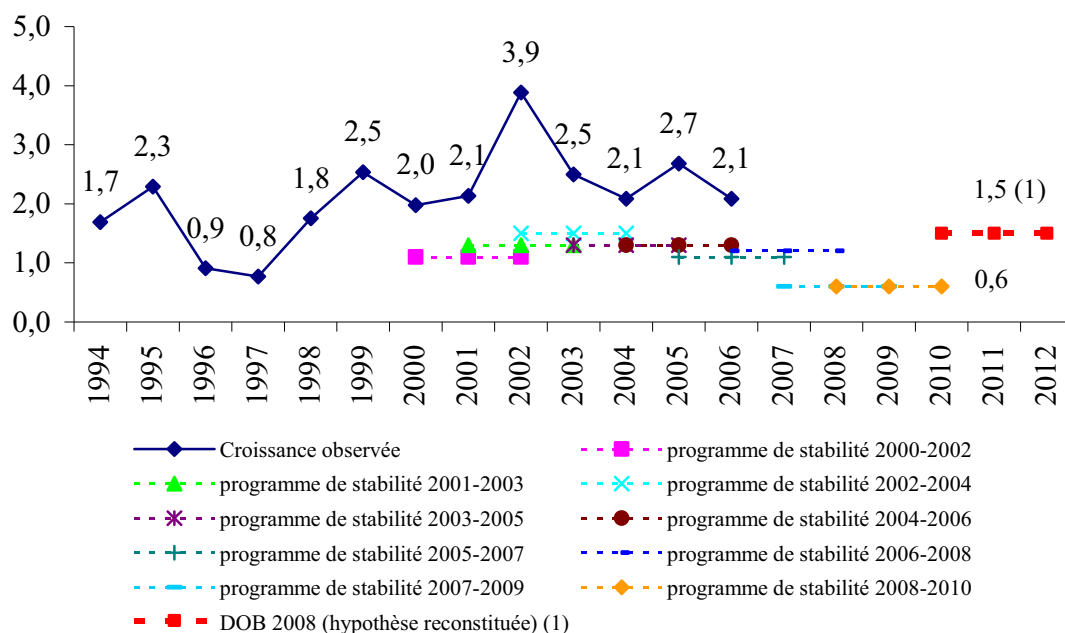 5,0
4,0
3,0
2,0
1,0
0,0
1,7
2,3
0,9
0,8
1,8
2,5
2,0
2,1
3,9
2,5
2,1
2,7
2,1
1,5 (1)
0,6
1994 1995 1996 1997 1998 1999 2000 2001 2002 2003 2004 2005 2006 2007 2008 2009 2010 2011 2012
Croissance observée
programme de stabilité 2000-2002
programme de stabilité 2001-2003
programme de stabilité 2002-2004
programme de stabilité 2003-2005
programme de stabilité 2004-2006
programme de stabilité 2005-2007
programme de stabilité 2006-2008
programme de stabilité 2007-2009
programme de stabilité 2008-2010
DOB 2008 (hypothèse reconstituée) (1)